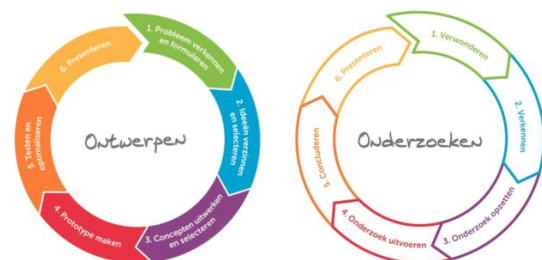 1. Probleem verkennen
en formuleren
2. Ideeën verzinnen
en selecteren
3. Concepten uitwerken
en selecteren
4. Prototype maken
5. Testen en
optimaliseren
6. Presenteren
Ontwerpen
1. Verwonderen
2. Verkennen
3. Onderzoek opzetten
4. Onderzoek uitvoeren
5. Concluderen
6. Presenteren
Onderzoeken